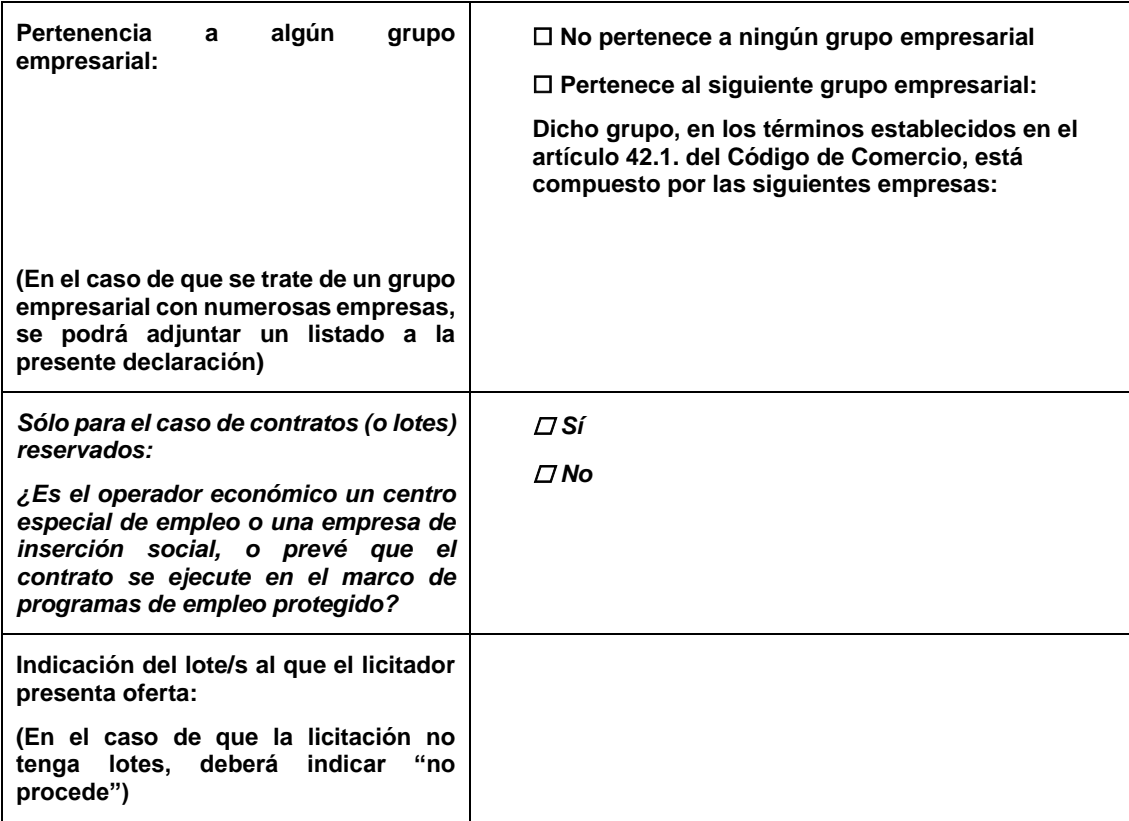 Pertenencia a algún grupo
empresarial:
(En el caso de que se trate de un grupo
empresarial con numerosas empresas,
se podrá adjuntar un listado a la
presente declaración)
☐ No pertenece a ningún grupo empresarial
☐ Pertenece al siguiente grupo empresarial:
Dicho grupo, en los términos establecidos en el
artículo 42.1. del Código de Comercio, está
compuesto por las siguientes empresas:
Sólo para el caso de contratos (o lotes)
reservados:
¿Es el operador económico un centro
especial de empleo o una empresa de
inserción social, o prevé que el
contrato se ejecute en el marco de
programas de empleo protegido?
☐ Sí
☐ No
Indicación del lote/s al que el licitador
presenta oferta:
(En el caso de que la licitación no
tenga lotes, deberá indicar “no
procede”)